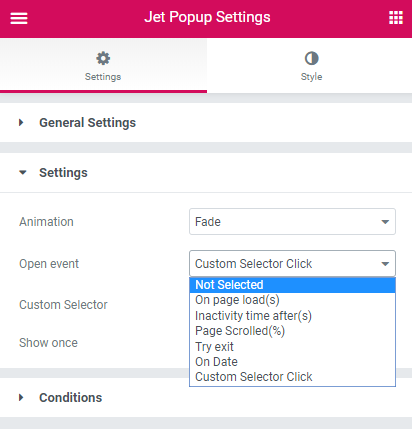 Jet Popup Settings
Settings
Style
General Settings
Settings
Animation
Fade
Open event
Custom Selector Click
Not Selected
On page load(s)
Inactivity time after(s)
Page Scrolled(%)
Try exit
On Date
Custom Selector Click
Custom Selector
Show once
Conditions